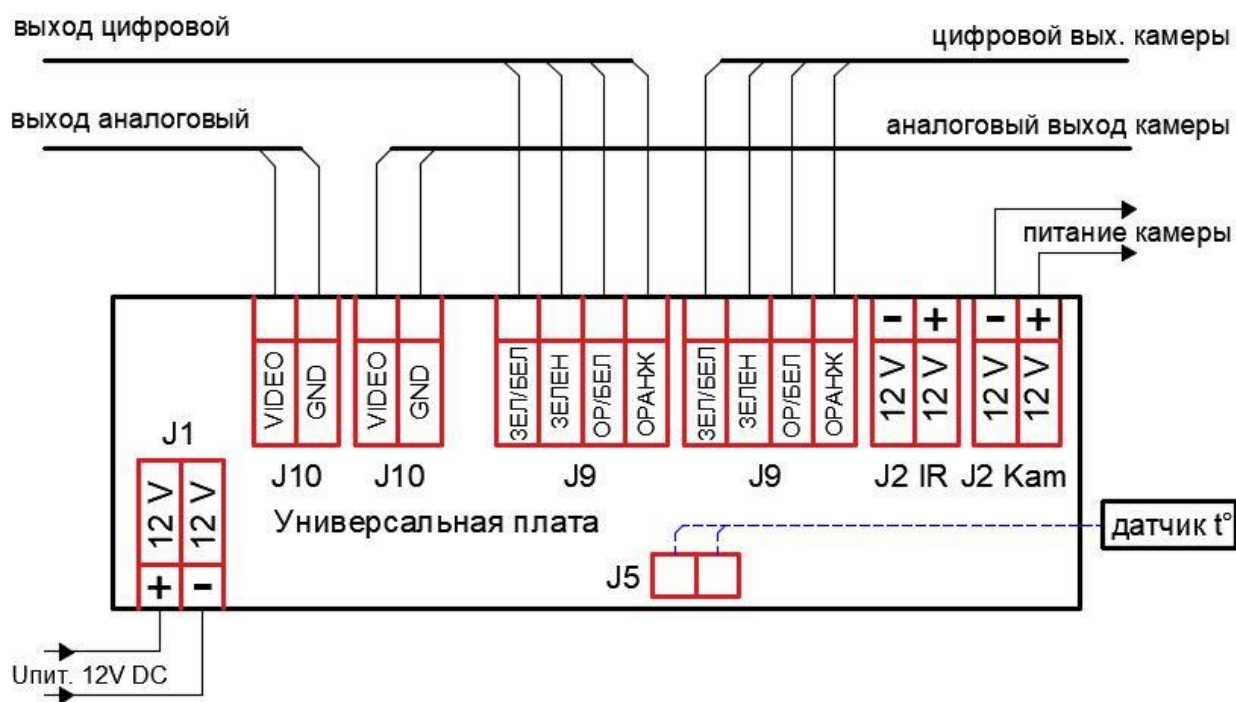 выход цифровой
цифровой вых. камеры
выход аналоговый
аналоговый выход камеры
питание камеры
- + - +
VIDEO GND VIDEO GND ЗЕЛ/БЕЛ ЗЕЛЕН ОР/БЕЛ ОРАНЖ ЗЕЛ/БЕЛ ЗЕЛЕН ОР/БЕЛ ОРАНЖ 12 V 12 V 12 V 12 V
J1
J10 J10 J9 J9 J2 IR J2 Kam
12 V 12 V
Универсальная плата
датчик t°
J5
+ -
Uпит. 12V DC